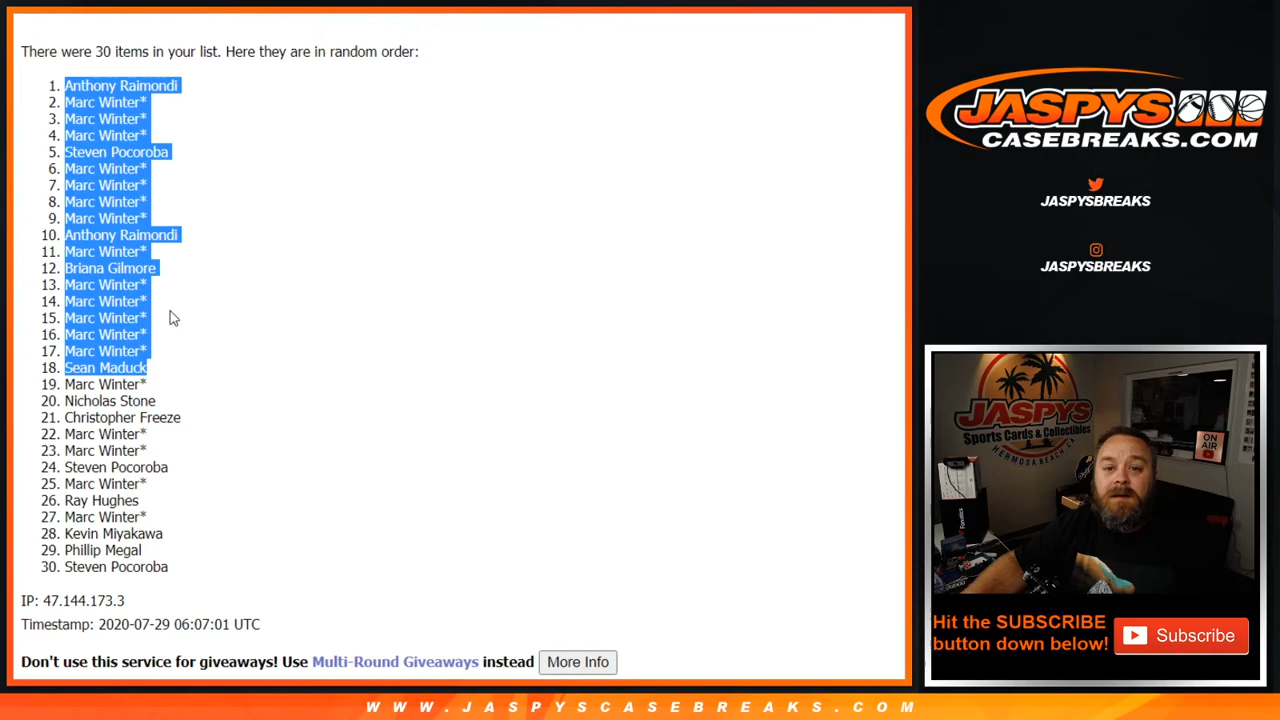 There were 30 items in your list. Here they are in random order:
1. Anthony Raimondi
2. Marc Winter*
3. Marc Winter*
4. Marc Winter*
5. Steven Pocoroba
6. Marc Winter*
7. Marc Winter*
8. Marc Winter*
9. Marc Winter*
10. Anthony Raimondi
11. Marc Winter*
12. Briana Gilmore
13. Marc Winter*
14. Marc Winter*
15. Marc Winter*
16. Marc Winter*
17. Marc Winter*
18. Sean Maduck
19. Marc Winter*
20. Nicholas Stone
21. Christopher Freeze
22. Marc Winter*
23. Marc Winter*
24. Steven Pocoroba
25. Marc Winter*
26. Ray Hughes
27. Marc Winter*
28. Kevin Miyakawa
29. Phillip Megal
30. Steven Pocoroba
IP: 47.144.173.3
Timestamp: 2020-07-29 06:07:01 UTC
Don't use this service for giveaways! Use Multi-Round Giveaways instead More Info
JASPYS
CASEBREAKS.COM
JASPYSBREAKS
JASPYSBREAKS
JASPYS
Sports Cards & Collectibles
HERMOSA BEACH, CA
ON
AIR
Fanatics
Hit the SUBSCRIBE
button down below!
Subscribe
WWW.JASPYSCASEBREAKS.COM